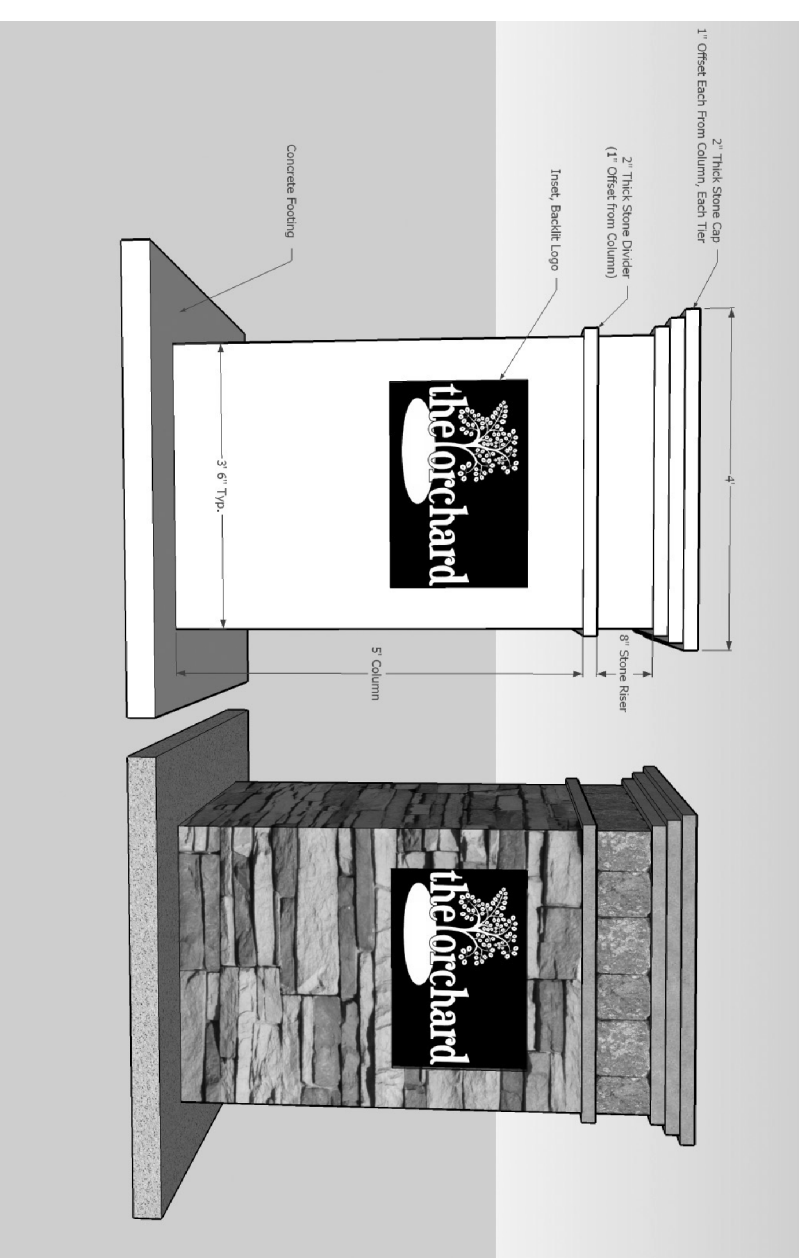 2" Thick Stone Cap
1" Offset Each From Column, Each Tier
2" Thick Stone Divider
(1" Offset from Column)
Inset, Backlit Logo
Concrete Footing
4'
8" Stone Riser
the orchard
3' 6" Typ.
5' Column
the orchard